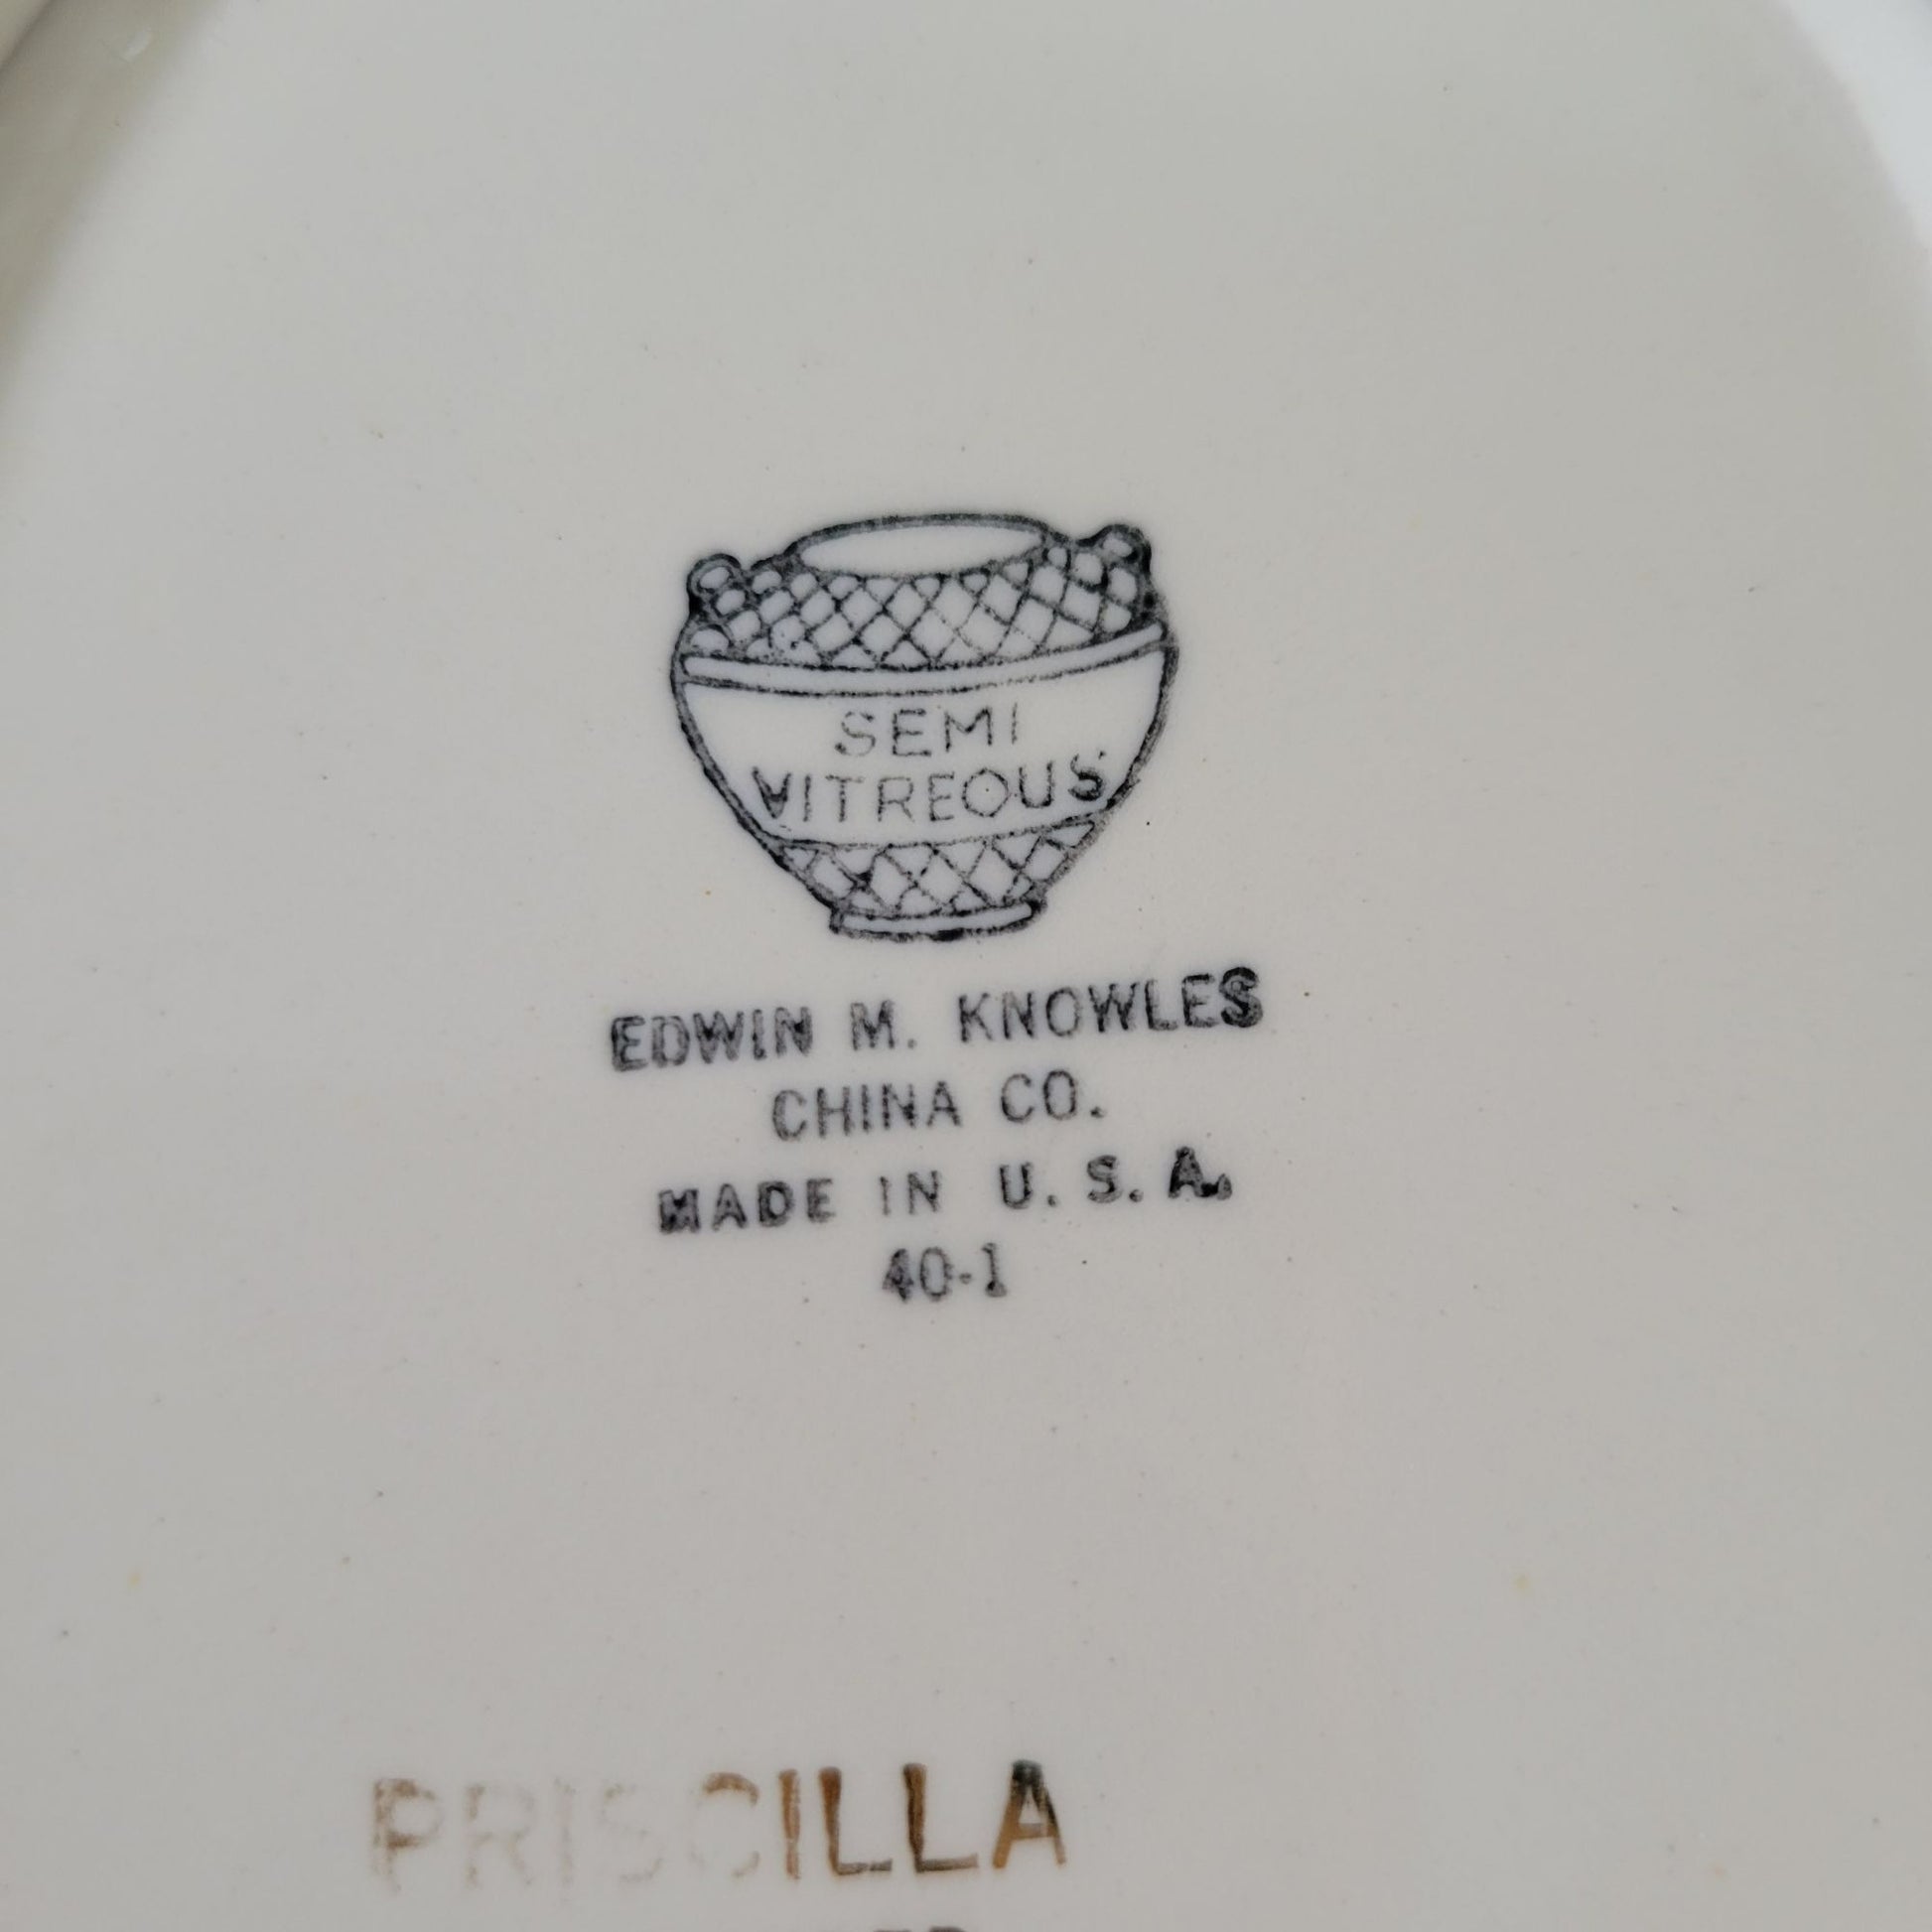 SEMI
VITREOUS
EDWIN M. KNOWLES
CHINA CO.
MADE IN U.S.A.
40-1
PRISCILLA